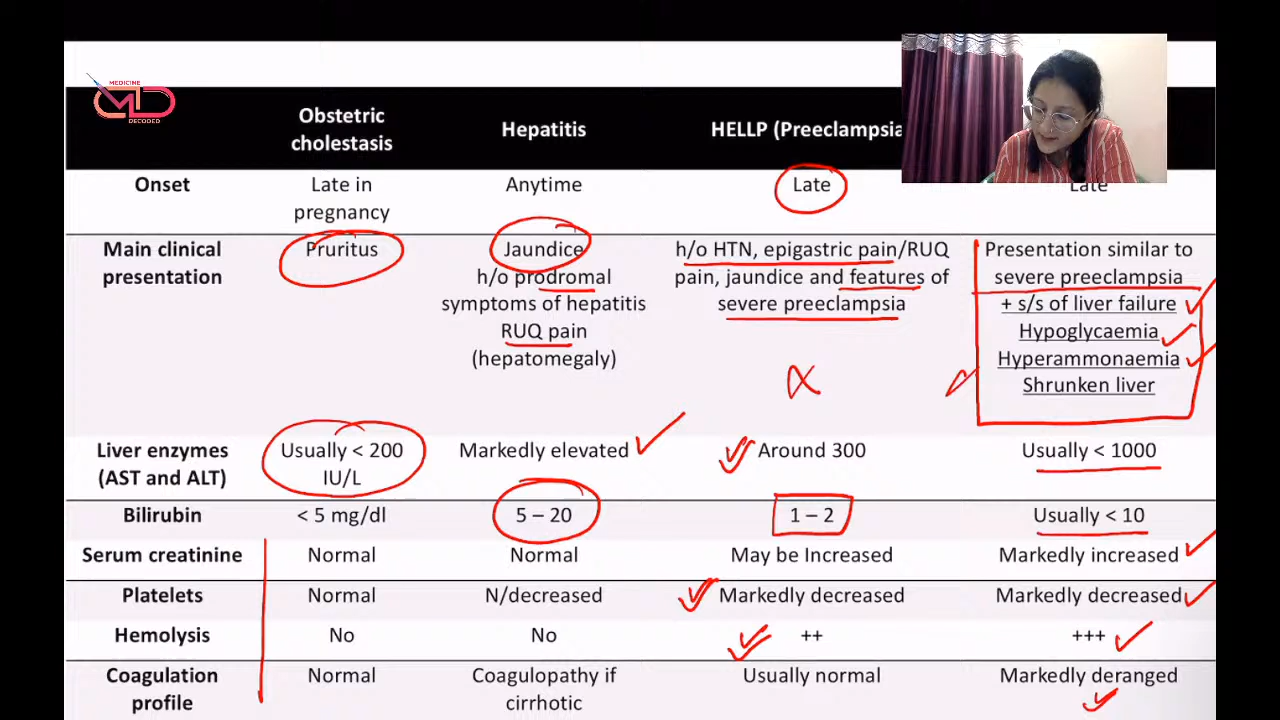 MEDICINE
MD
DECODED
Obstetric
cholestasis
Hepatitis
HELLP (Preeclampsia
Onset
Late in
pregnancy
Anytime
Late
Late
Main clinical
presentation
Pruritus
Jaundice
h/o prodromal
symptoms of hepatitis
RUQ pain
(hepatomegaly)
h/o HTN, epigastric pain/RUQ
pain, jaundice and features of
severe preeclampsia
Presentation similar to
severe preeclampsia
+ s/s of liver failure
Hypoglycaemia
Hyperammonaemia
Shrunken liver
Liver enzymes
(AST and ALT)
Usually < 200
IU/L
Markedly elevated
Around 300
Usually < 1000
Bilirubin
< 5 mg/dl
5 – 20
1 – 2
Usually < 10
Serum creatinine
Normal
Normal
May be Increased
Markedly increased
Platelets
Normal
N/decreased
Markedly decreased
Markedly decreased
Hemolysis
No
No
++
+++
Coagulation
profile
Normal
Coagulopathy if
cirrhotic
Usually normal
Markedly deranged